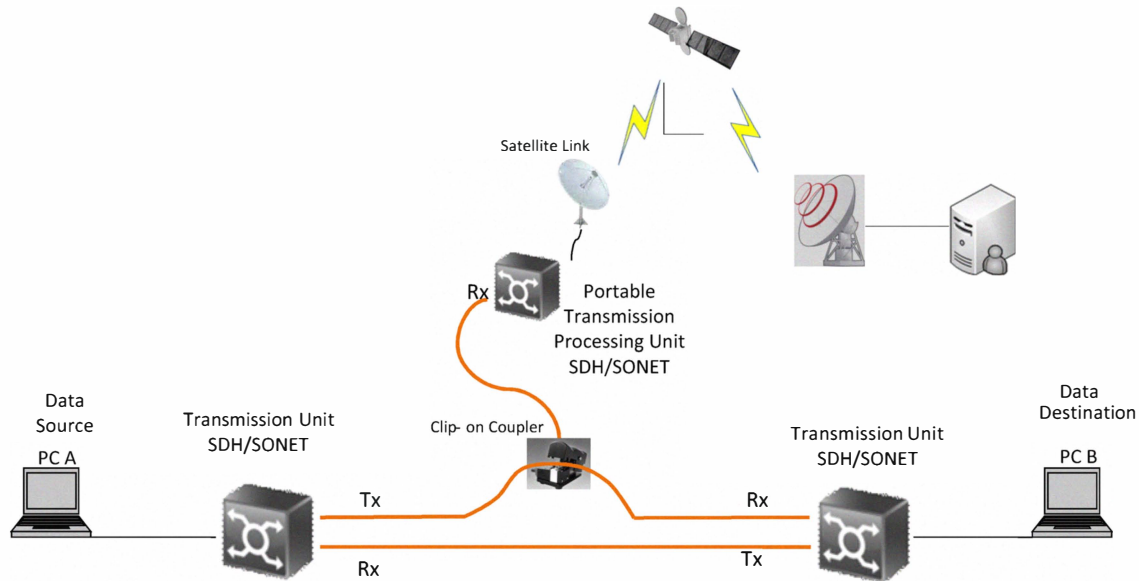 Satellite Link
Rx
Portable
Transmission
Processing Unit
SDH/SONET
Data
Source
PC A
Transmission Unit
SDH/SONET
Clip- on Coupler
Transmission Unit
SDH/SONET
Data
Destination
PC B
Tx
Rx
Rx
Tx